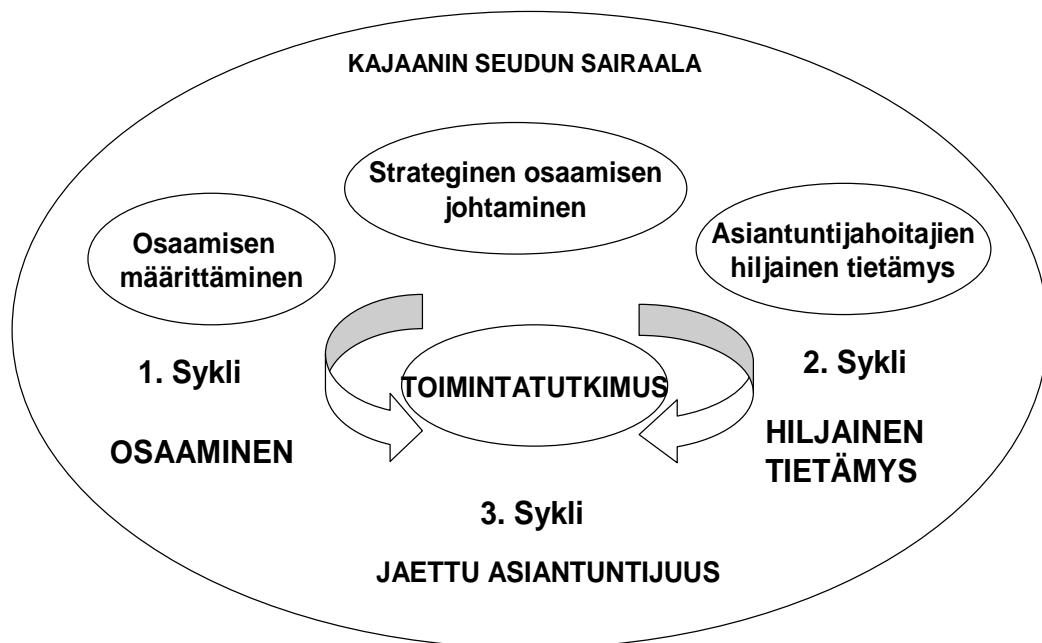 KAJAANIN SEUDUN SAIRAALA
Strateginen osaamisen
johtaminen
Osaamisen
määrittäminen
Asiantuntijahoitajien
hiljainen tietämys
1. Sykli
OSAAMINEN
TOIMINTATUTKIMUS
2. Sykli
HILJAINEN
TIETÄMYS
3. Sykli
JAETTU ASIANTUNTIJUUS